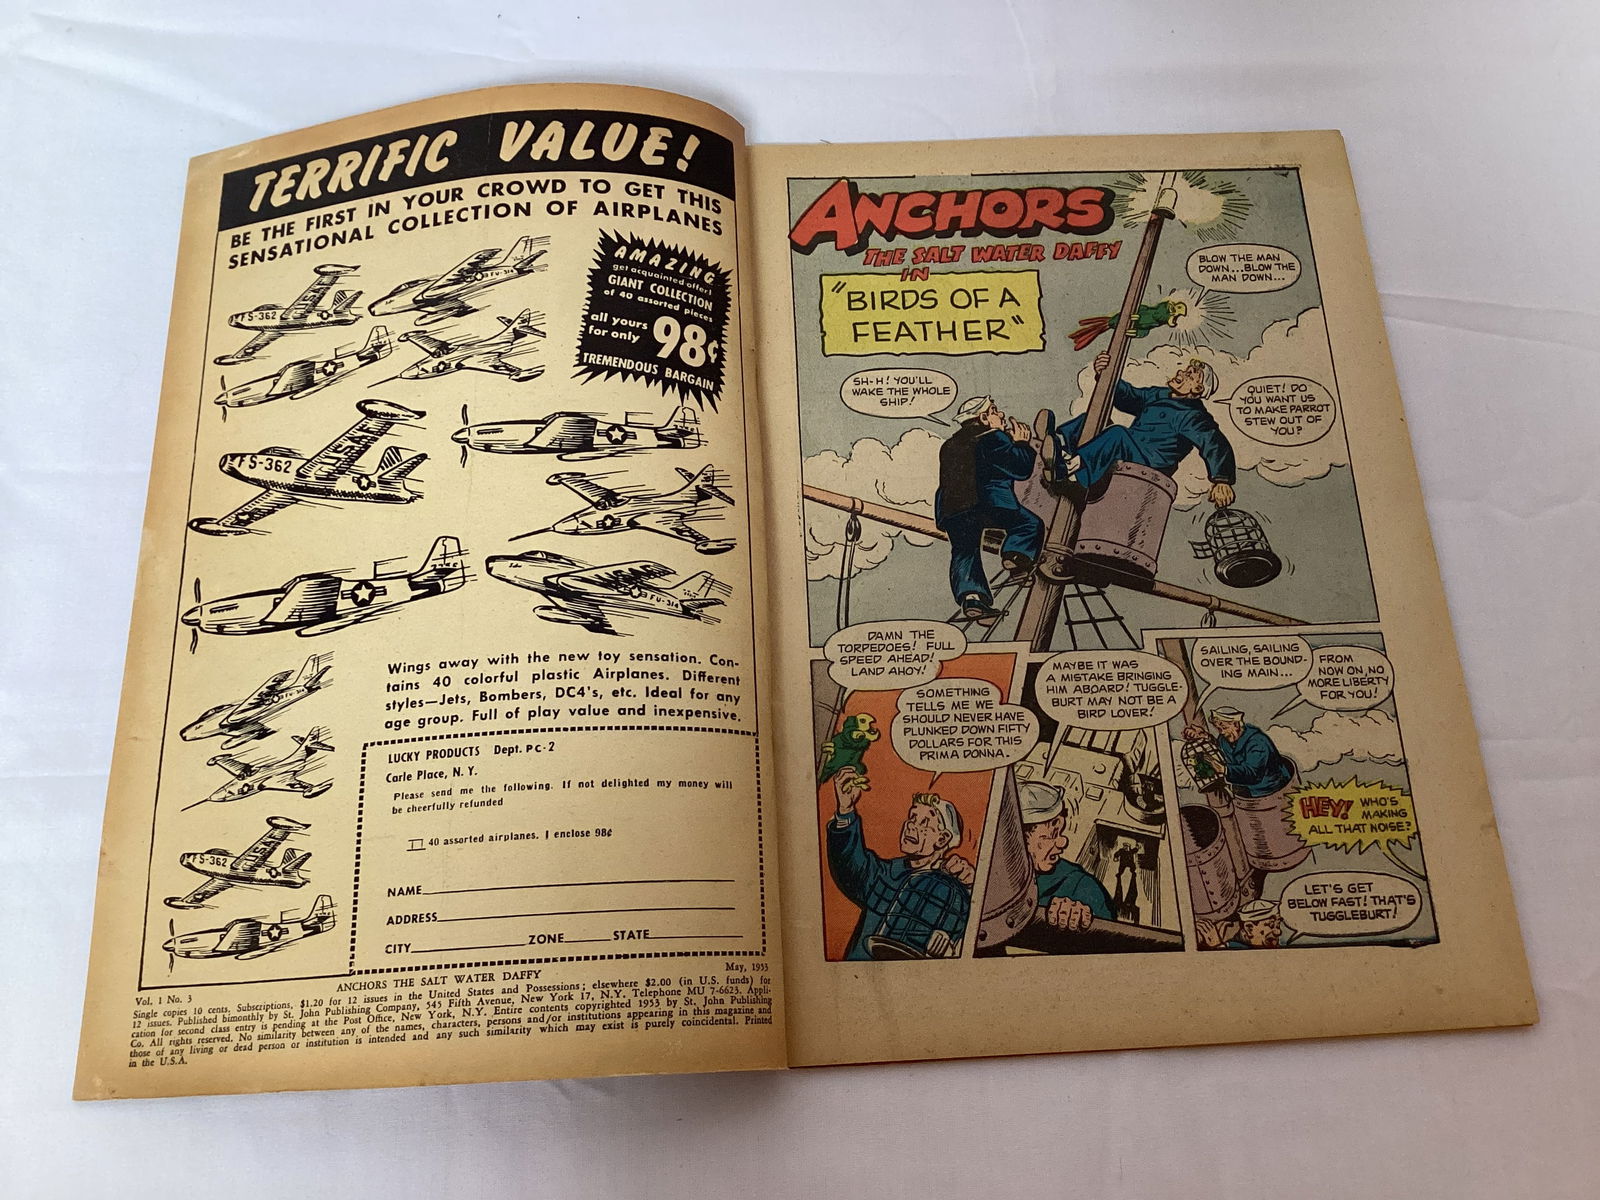 TERRIFIC VALUE!
BE THE FIRST IN YOUR CROWD TO GET THIS
SENSATIONAL COLLECTION OF AIRPLANES
AMAZING
get acquainted offer!
GIANT COLLECTION
of 40 assorted pieces
all yours
for only
98¢
TREMENDOUS BARGAIN
FS-362
USAF
FU-314
FS-362
USAF
FU-314
Wings away with the new toy sensation. Con-
tains 40 colorful plastic Airplanes. Different
styles—Jets, Bombers, DC4's, etc. Ideal for any
age group. Full of play value and inexpensive.
FU-314
FS-362
USAF
LUCKY PRODUCTS Dept. PC-2
Carle Place, N. Y.
Please send me the following. If not delighted my money will
be cheerfully refunded
40 assorted airplanes. I enclose 98¢
NAME
ADDRESS
CITY ZONE STATE
Vol. 1 No. 3 ANCHORS THE SALT WATER DAFFY May, 1953
Single copies 10 cents. Subscriptions, $1.20 for 12 issues in the United States and Possessions; elsewhere $2.00 (in U.S. funds) for
12 issues. Published bimonthly by St. John Publishing Company, 545 Fifth Avenue, New York 17, N.Y. Telephone MU 7-6623. Appli-
cation for second class entry is pending at the Post Office, New York, N.Y. Entire contents copyrighted 1953 by St. John Publishing
Co. All rights reserved. No similarity between any of the names, characters, persons and/or institutions appearing in this magazine and
those of any living or dead person or institution is intended and any such similarity which may exist is purely coincidental. Printed
in the U.S.A.
ANCHORS
THE SALT WATER DAFFY
IN
"BIRDS OF A
FEATHER"
BLOW THE MAN
DOWN...BLOW THE
MAN DOWN...
SH-H! YOU'LL
WAKE THE WHOLE
SHIP!
QUIET! DO
YOU WANT US
TO MAKE PARROT
STEW OUT OF
YOU?
DAMN THE
TORPEDOES! FULL
SPEED AHEAD!
LAND AHOY!
SOMETHING
TELLS ME WE
SHOULD NEVER HAVE
PLUNKED DOWN FIFTY
DOLLARS FOR THIS
PRIMA DONNA.
MAYBE IT WAS
A MISTAKE BRINGING
HIM ABOARD! TUGGLE-
BURT MAY NOT BE A
BIRD LOVER!
SAILING, SAILING
OVER THE BOUND-
ING MAIN...
FROM
NOW ON, NO
MORE LIBERTY
FOR YOU!
HEY! WHO'S
MAKING
ALL THAT NOISE?
LET'S GET
BELOW FAST! THAT'S
TUGGLEBURT!